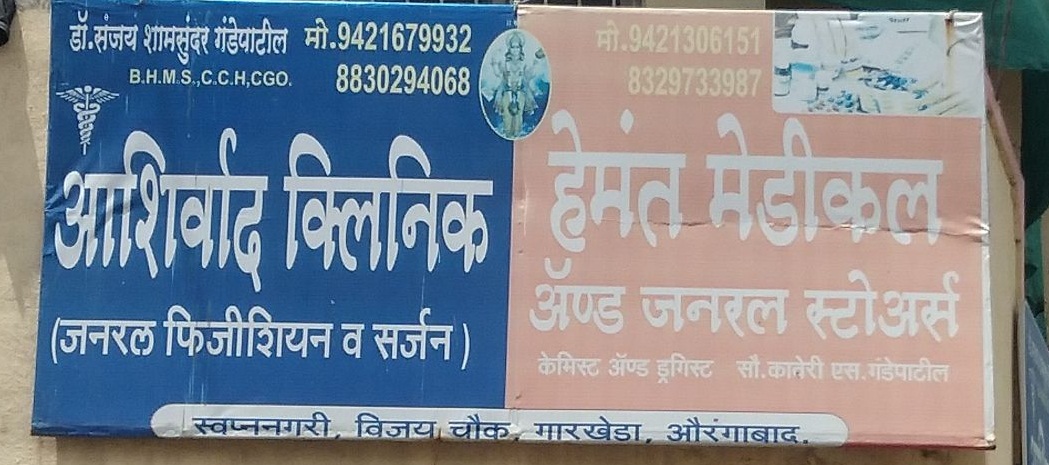 डॉ.संजय शामसुंदर गंडेपाटील मो.9421679932
B.H.M.S.,C.C.H,CGO. 8830294068
आशिर्वाद क्लिनिक
(जनरल फिजीशियन व सर्जन )
मो.9421306151
8329733987
हेमंत मेडीकल
ॲण्ड जनरल स्टोअर्स
केमिस्ट ॲण्ड ड्रगिस्ट सौ.कावेरी एस.गंडेपाटील
स्वप्ननगरी, विजय चौक, गारखेडा, औरंगाबाद.